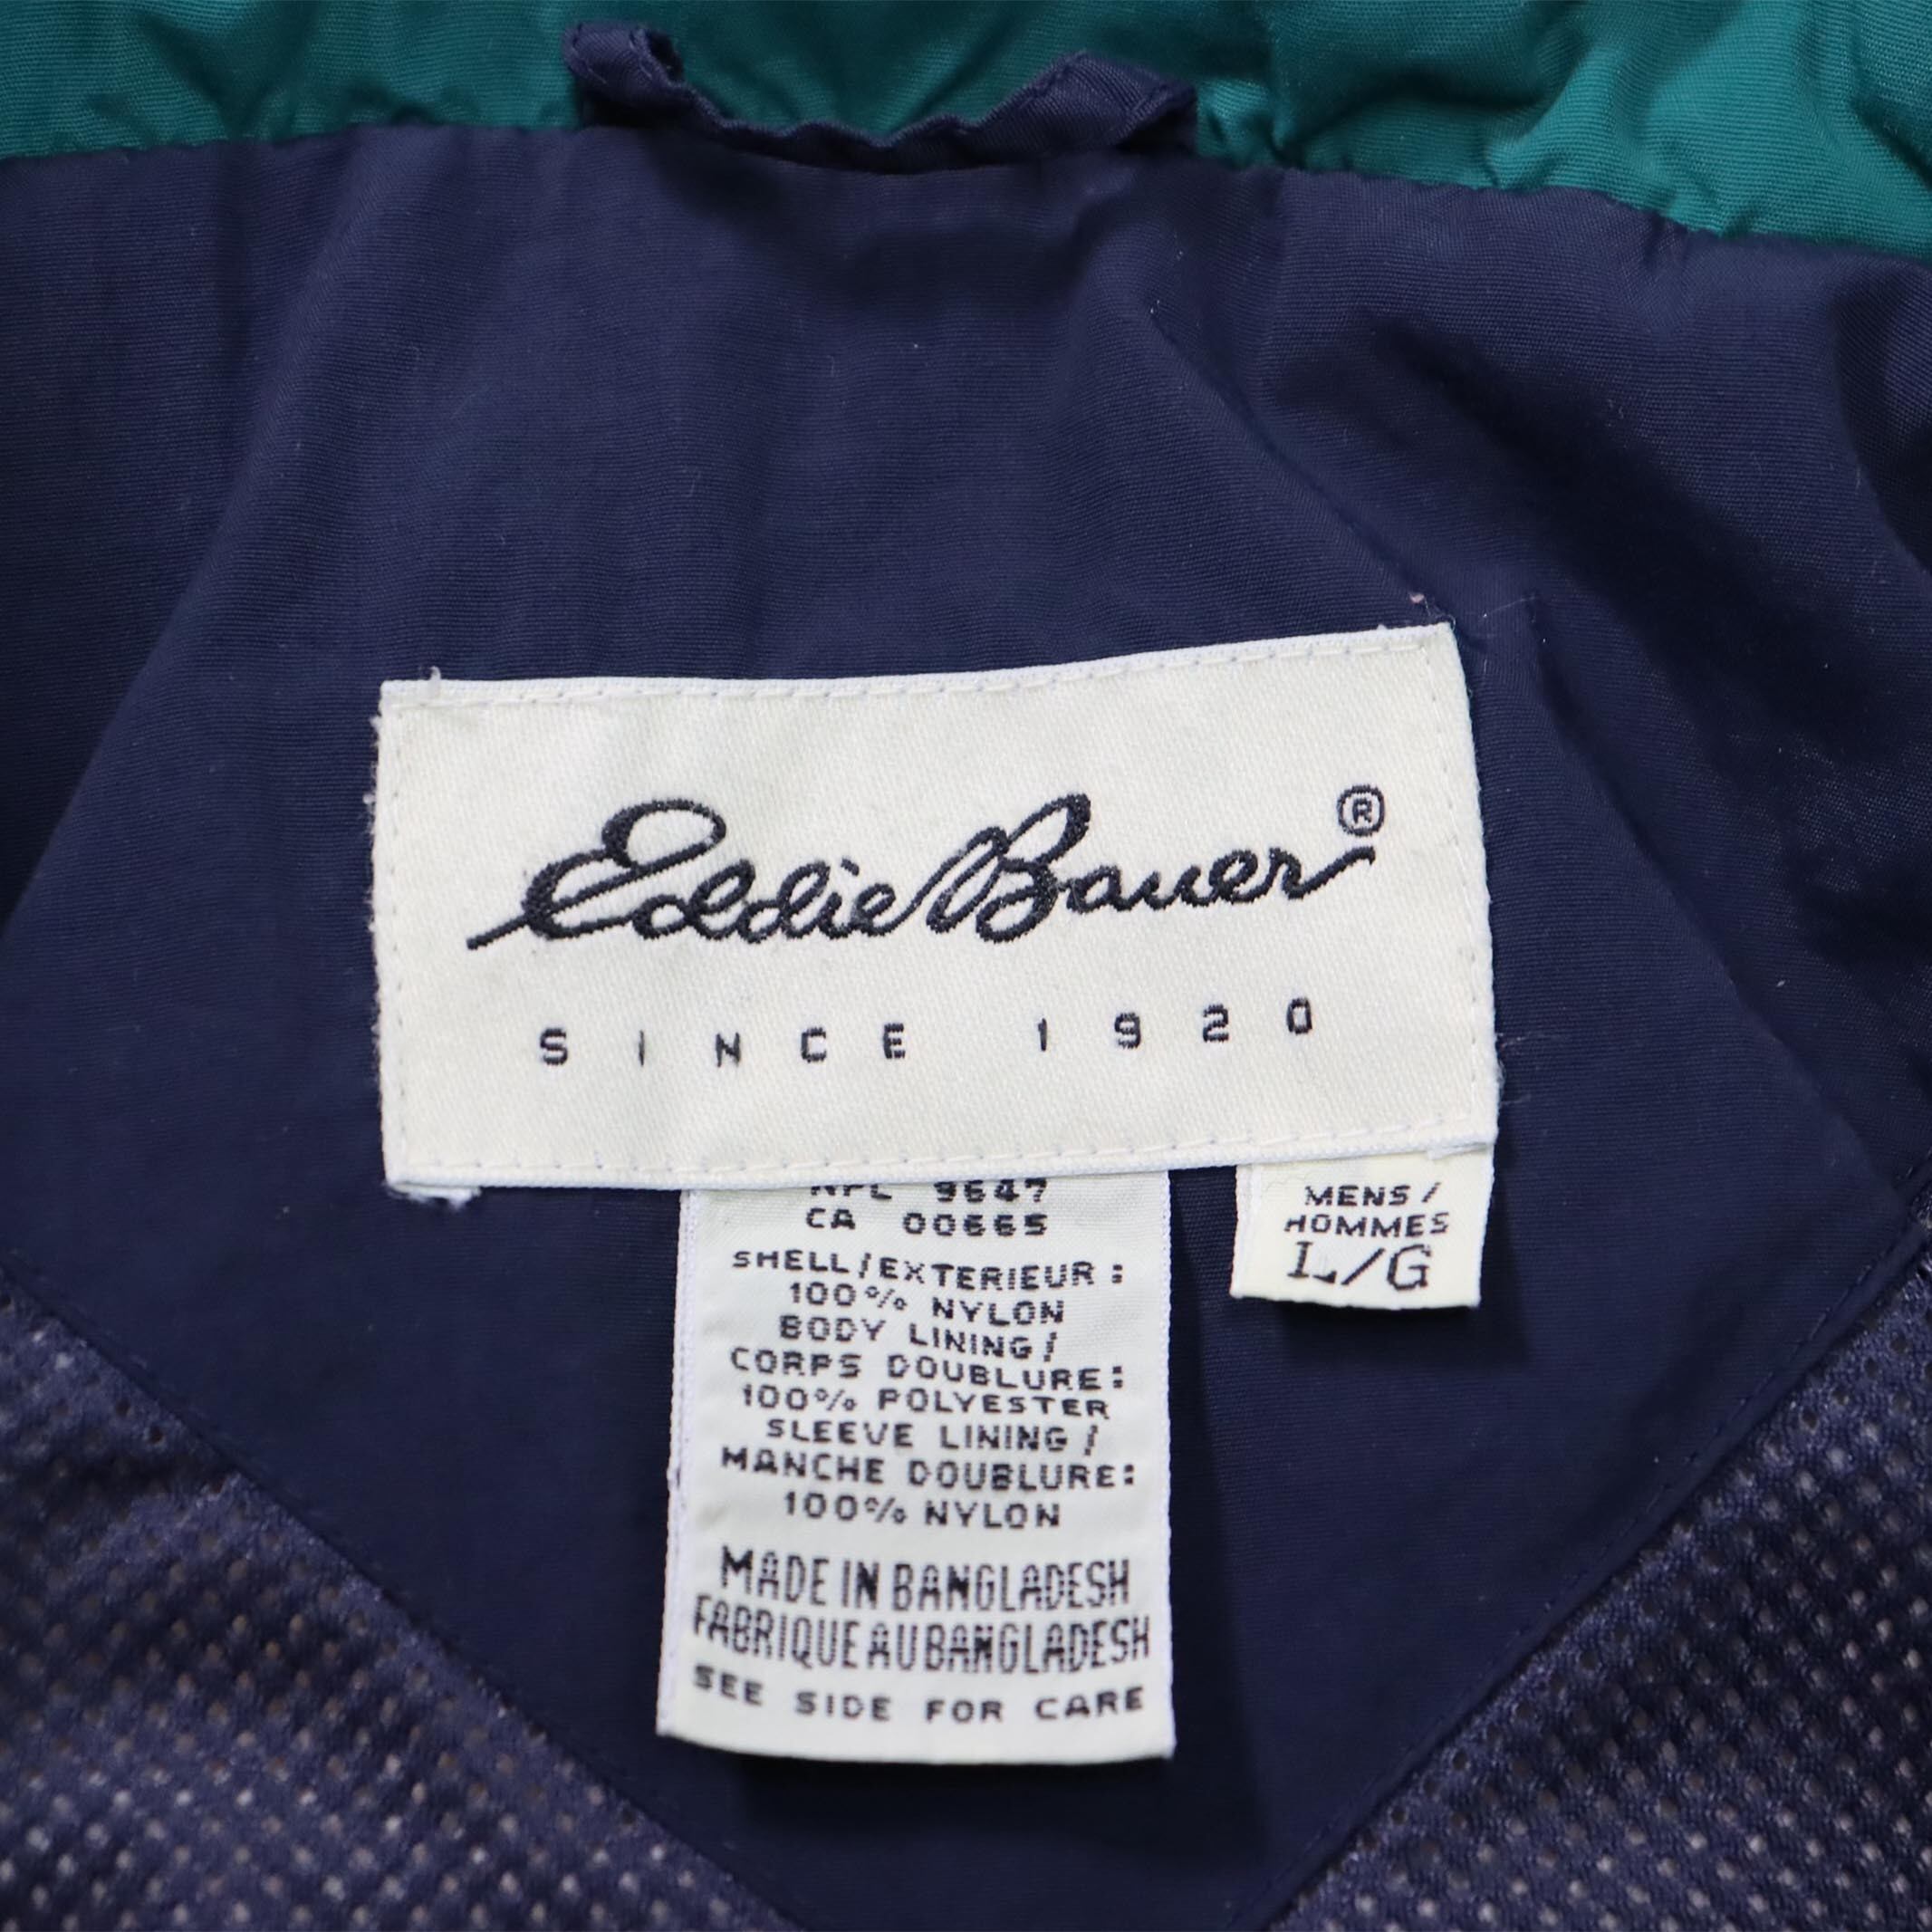 Eddie Bauer®
SINCE 1920
9647
CA 00665
SHELL/EXTERIEUR:
100% NYLON
BODY LINING/
CORPS DOUBLURE:
100% POLYESTER
SLEEVE LINING/
MANCHE DOUBLURE:
100% NYLON
MADE IN BANGLADESH
FABRIQUE AU BANGLADESH
SEE SIDE FOR CARE
MENS/
HOMMES
L/G